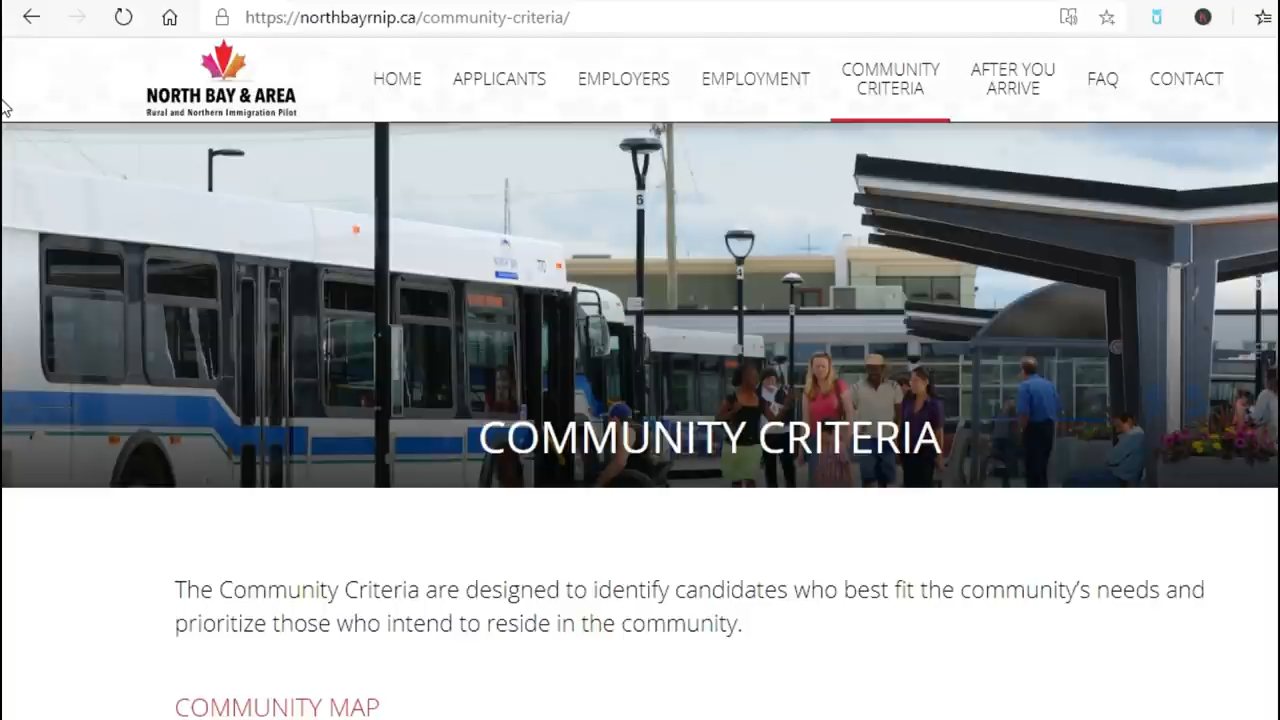 https://northbayrnip.ca/community-criteria/
NORTH BAY & AREA
Rural and Northern Immigration Pilot
HOME
APPLICANTS
EMPLOYERS
EMPLOYMENT
COMMUNITY
CRITERIA
AFTER YOU
ARRIVE
FAQ
CONTACT
6
4
COMMUNITY CRITERIA
The Community Criteria are designed to identify candidates who best fit the community's needs and
prioritize those who intend to reside in the community.
COMMUNITY MAP